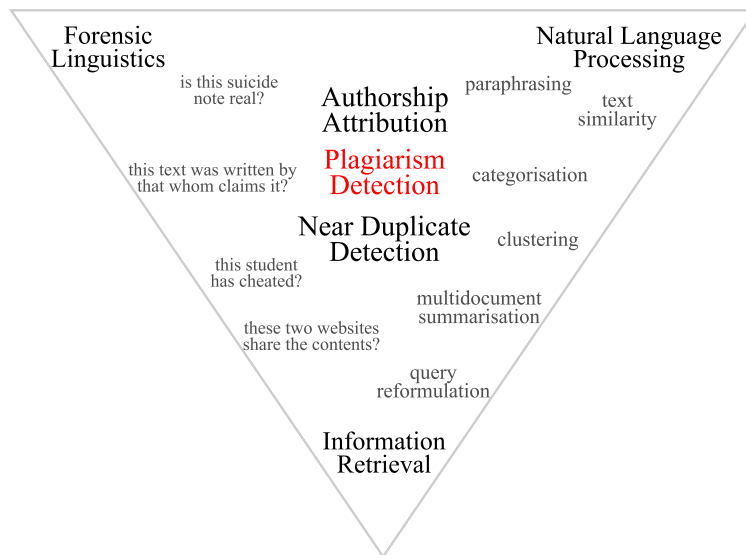 Forensic
Linguistics
Natural Language
Processing
is this suicide
note real?
Authorship
Attribution
paraphrasing
text
similarity
this text was written by
that whom claims it?
Plagiarism
Detection
categorisation
Near Duplicate
Detection
clustering
this student
has cheated?
multidocument
summarisation
these two websites
share the contents?
query
reformulation
Information
Retrieval